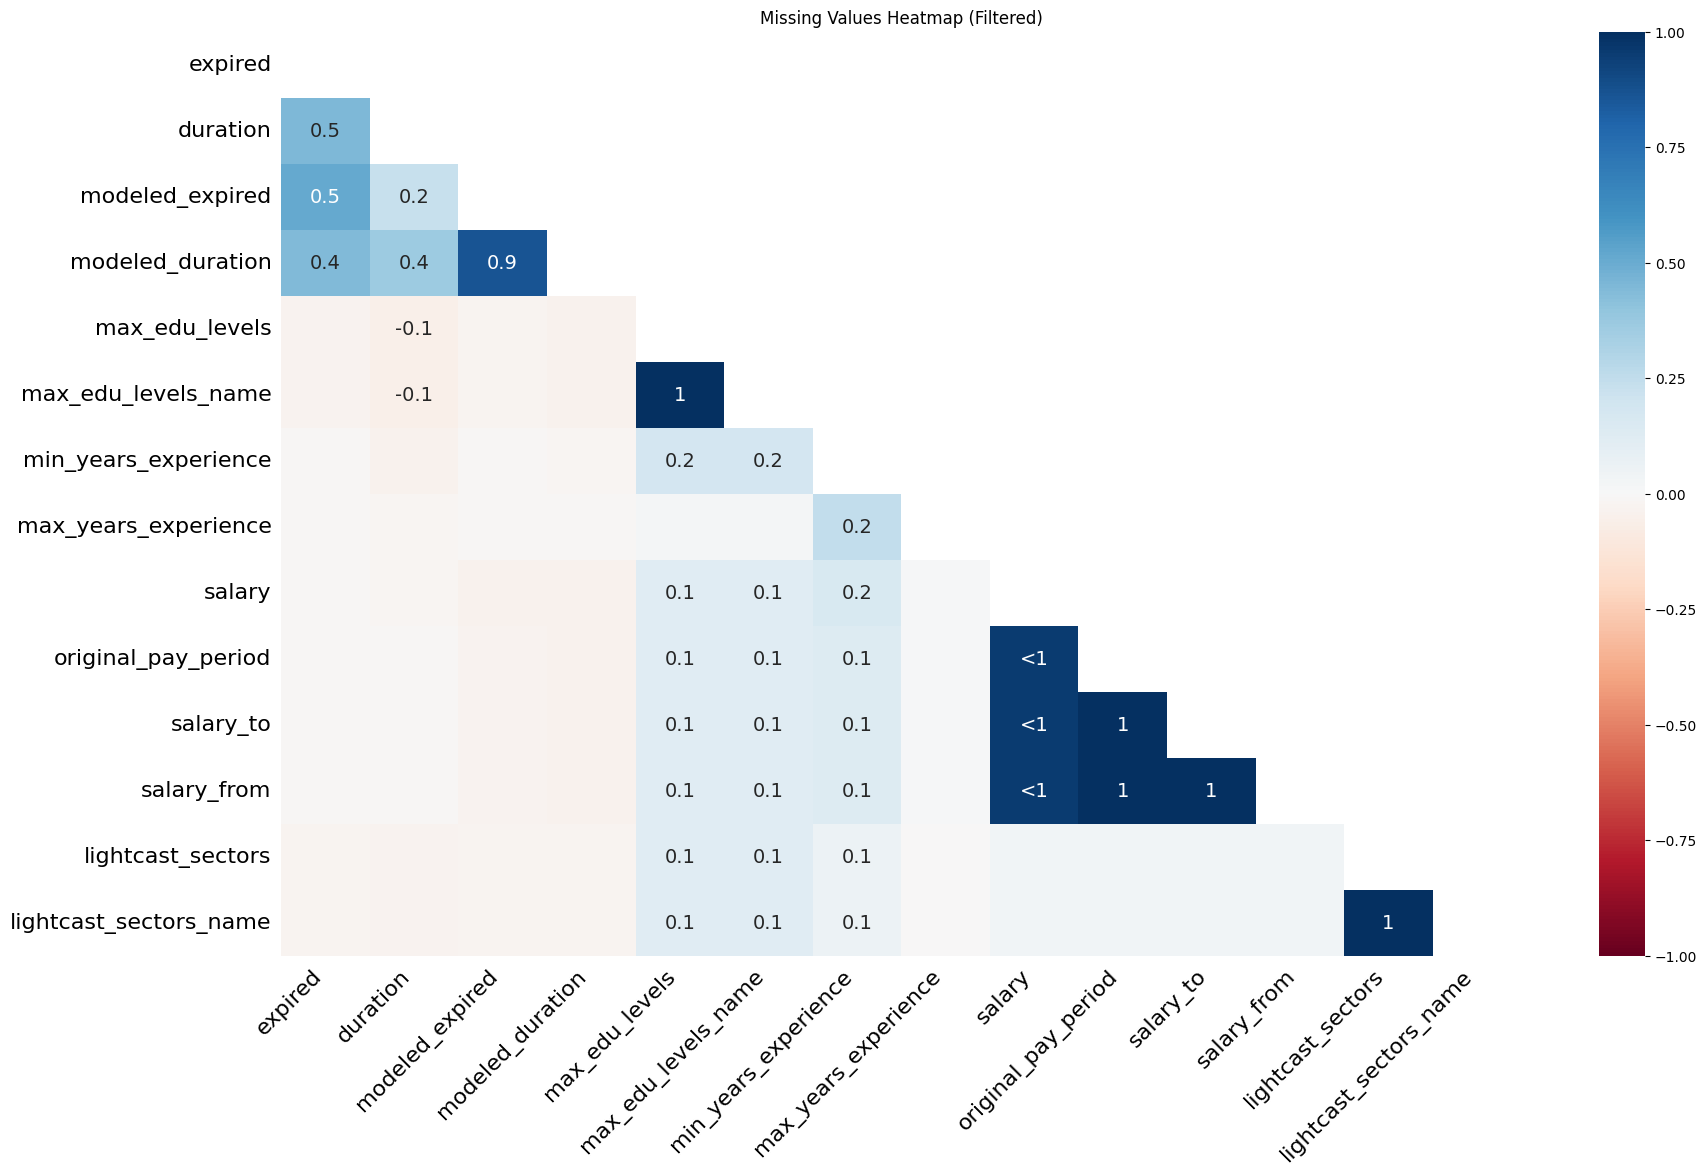 Missing Values Heatmap (Filtered)
expired
duration 0.5
modeled_expired 0.5 0.2
modeled_duration 0.4 0.4 0.9
max_edu_levels -0.1
max_edu_levels_name -0.1 1
min_years_experience 0.2 0.2
max_years_experience 0.2
salary 0.1 0.1 0.2
original_pay_period 0.1 0.1 0.1 <1
salary_to 0.1 0.1 0.1 <1 1
salary_from 0.1 0.1 0.1 <1 1 1
lightcast_sectors 0.1 0.1 0.1
lightcast_sectors_name 0.1 0.1 0.1 1
expired
duration
modeled_expired
modeled_duration
max_edu_levels
max_edu_levels_name
min_years_experience
max_years_experience
salary
original_pay_period
salary_to
salary_from
lightcast_sectors
lightcast_sectors_name
1.00
0.75
0.50
0.25
0.00
−0.25
−0.50
−0.75
−1.00